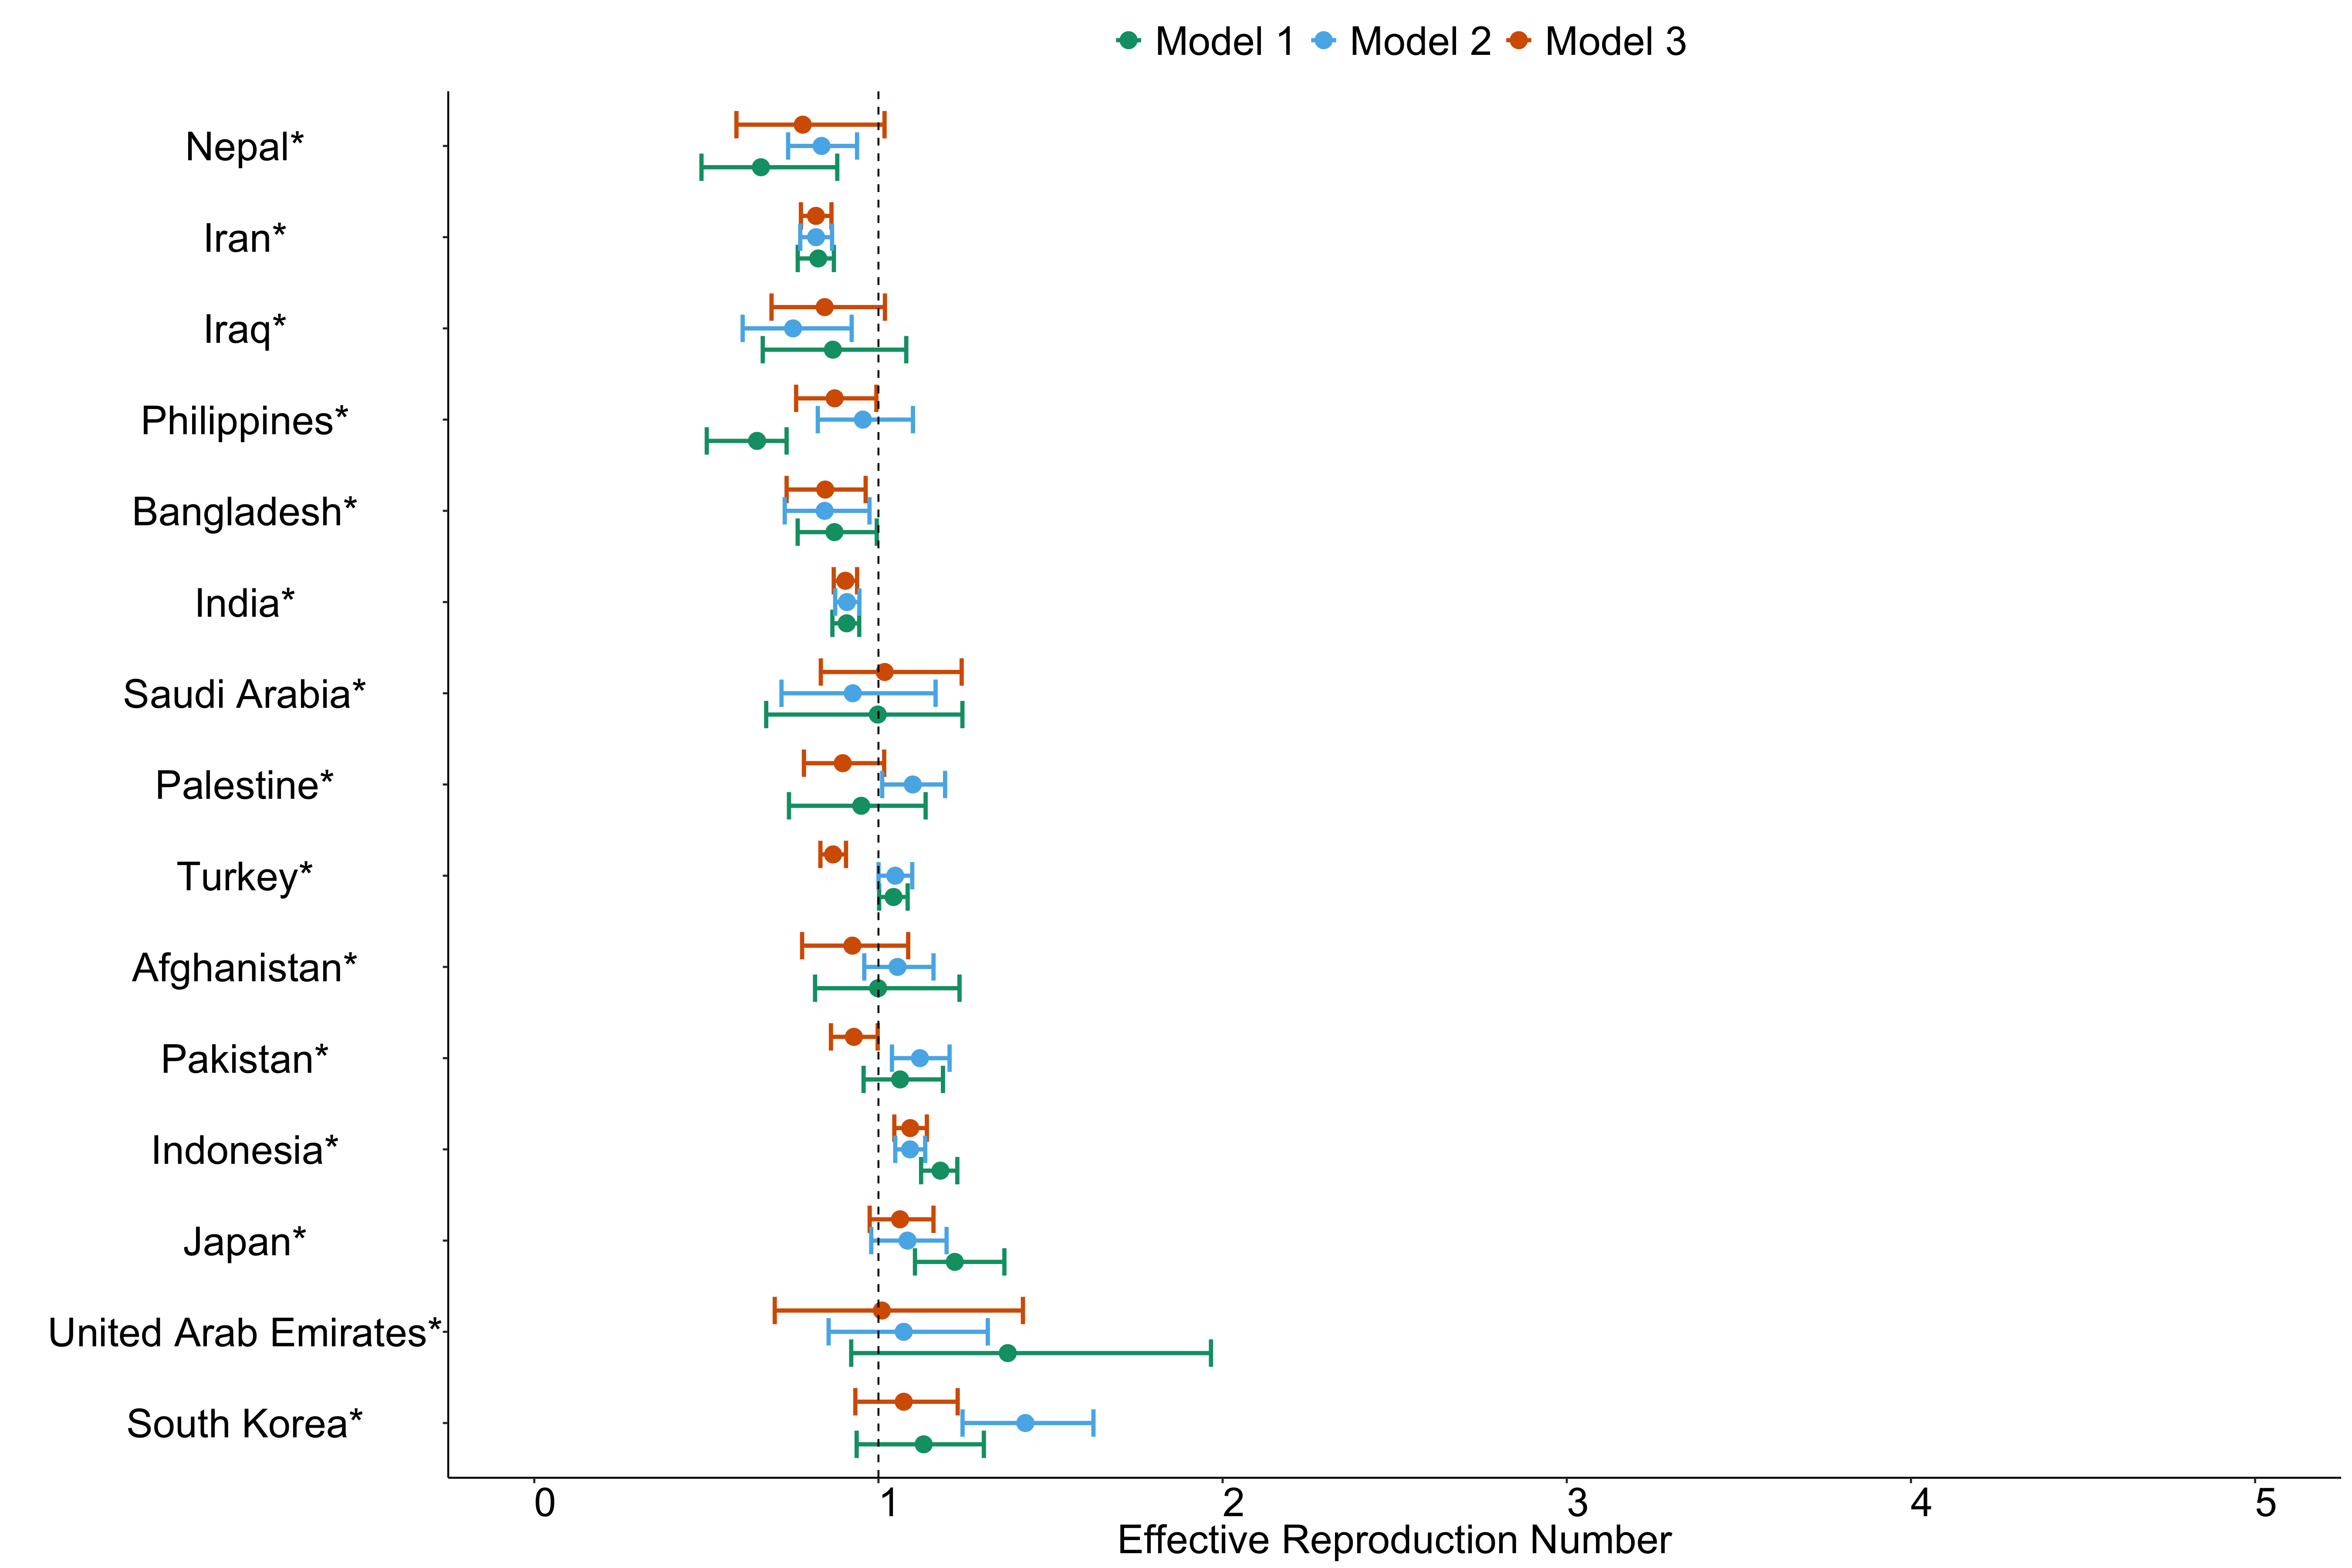 Model 1 Model 2 Model 3
Nepal*
Iran*
Iraq*
Philippines*
Bangladesh*
India*
Saudi Arabia*
Palestine*
Turkey*
Afghanistan*
Pakistan*
Indonesia*
Japan*
United Arab Emirates*
South Korea*
0 1 2 3 4 5
Effective Reproduction Number